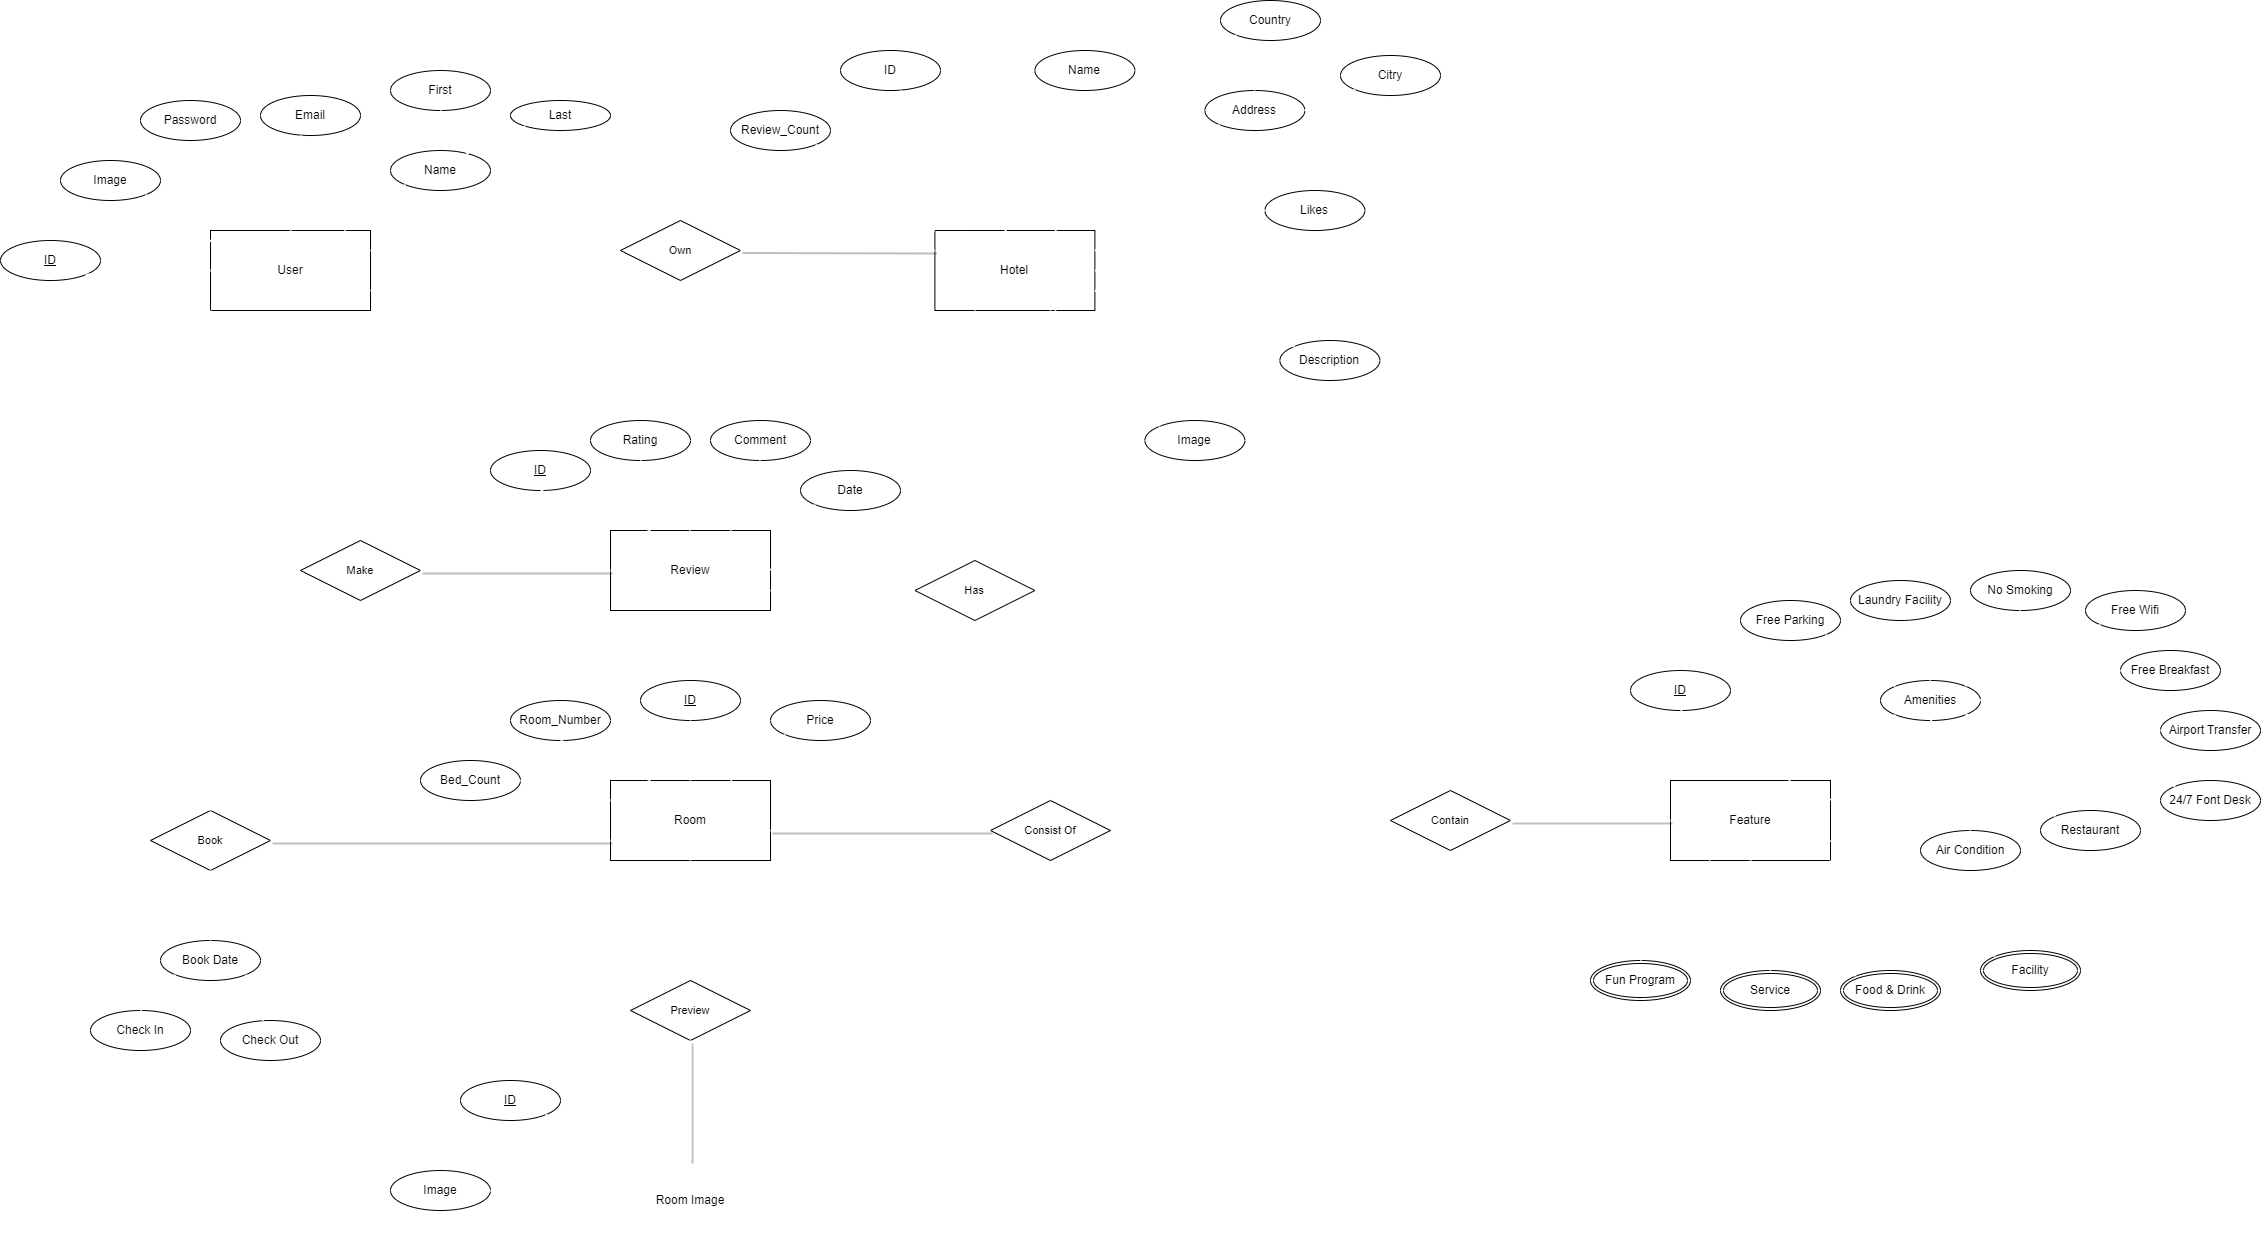 Country
ID
Name
Citry
First
Password
Email
Last
Address
Review_Count
Image
Name
Likes
ID
User
Own
Hotel
Description
Rating
Comment
Image
ID
Date
Make
Review
Has
Laundry Facility
No Smoking
Free Wifi
Free Parking
Free Breakfast
ID
Amenities
Room_Number
ID
Price
Airport Transfer
Bed_Count
24/7 Font Desk
Book
Room
Consist Of
Contain
Feature
Restaurant
Air Condition
Book Date
Fun Program
Service
Food & Drink
Facility
Check In
Check Out
Preview
ID
Image
Room Image